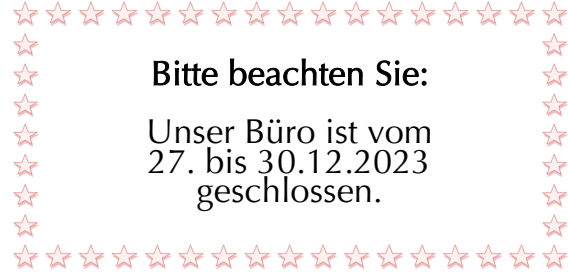 Bitte beachten Sie:
Unser Büro ist vom
27. bis 30.12.2023
geschlossen.